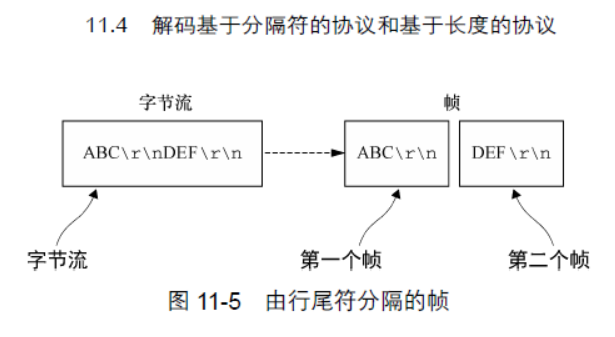 11.4 解码基于分隔符的协议和基于长度的协议
字节流
帧
ABC\r\nDEF\r\n
ABC\r\n
DEF\r\n
字节流
第一个帧
第二个帧
图 11-5 由行尾符分隔的帧